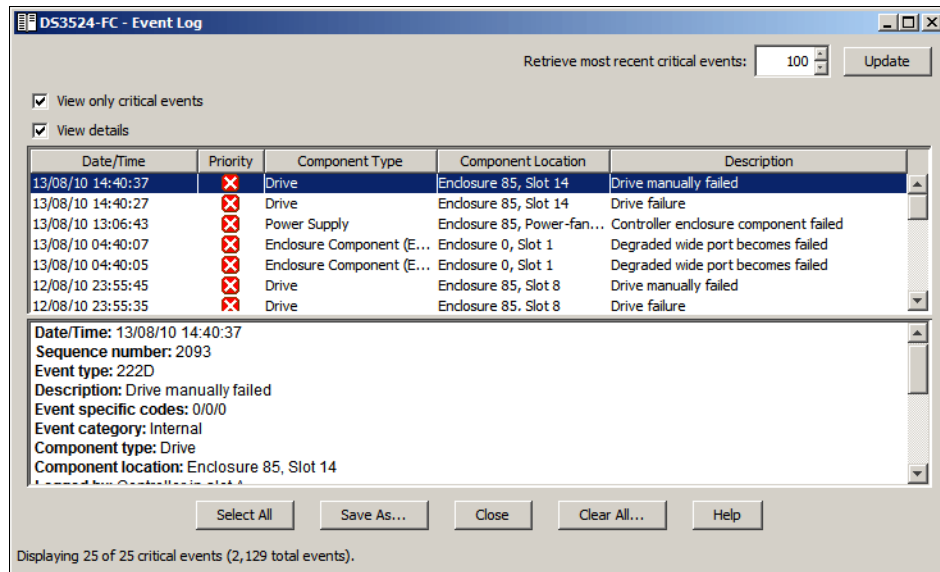 DS3524-FC - Event Log
Retrieve most recent critical events: 100 Update
View only critical events
View details
Date/Time Priority Component Type Component Location Description
13/08/10 14:40:37 Drive Enclosure 85, Slot 14 Drive manually failed
13/08/10 14:40:27 Drive Enclosure 85, Slot 14 Drive failure
13/08/10 13:06:43 Power Supply Enclosure 85, Power-fan... Controller enclosure component failed
13/08/10 04:40:07 Enclosure Component (E... Enclosure 0, Slot 1 Degraded wide port becomes failed
13/08/10 04:40:05 Enclosure Component (E... Enclosure 0, Slot 1 Degraded wide port becomes failed
12/08/10 23:55:45 Drive Enclosure 85, Slot 8 Drive manually failed
12/08/10 23:55:35 Drive Enclosure 85, Slot 8 Drive failure
Date/Time: 13/08/10 14:40:37
Sequence number: 2093
Event type: 222D
Description: Drive manually failed
Event specific codes: 0/0/0
Event category: Internal
Component type: Drive
Component location: Enclosure 85, Slot 14
Logged by: Controller in slot A
Select All Save As... Close Clear All... Help
Displaying 25 of 25 critical events (2,129 total events).